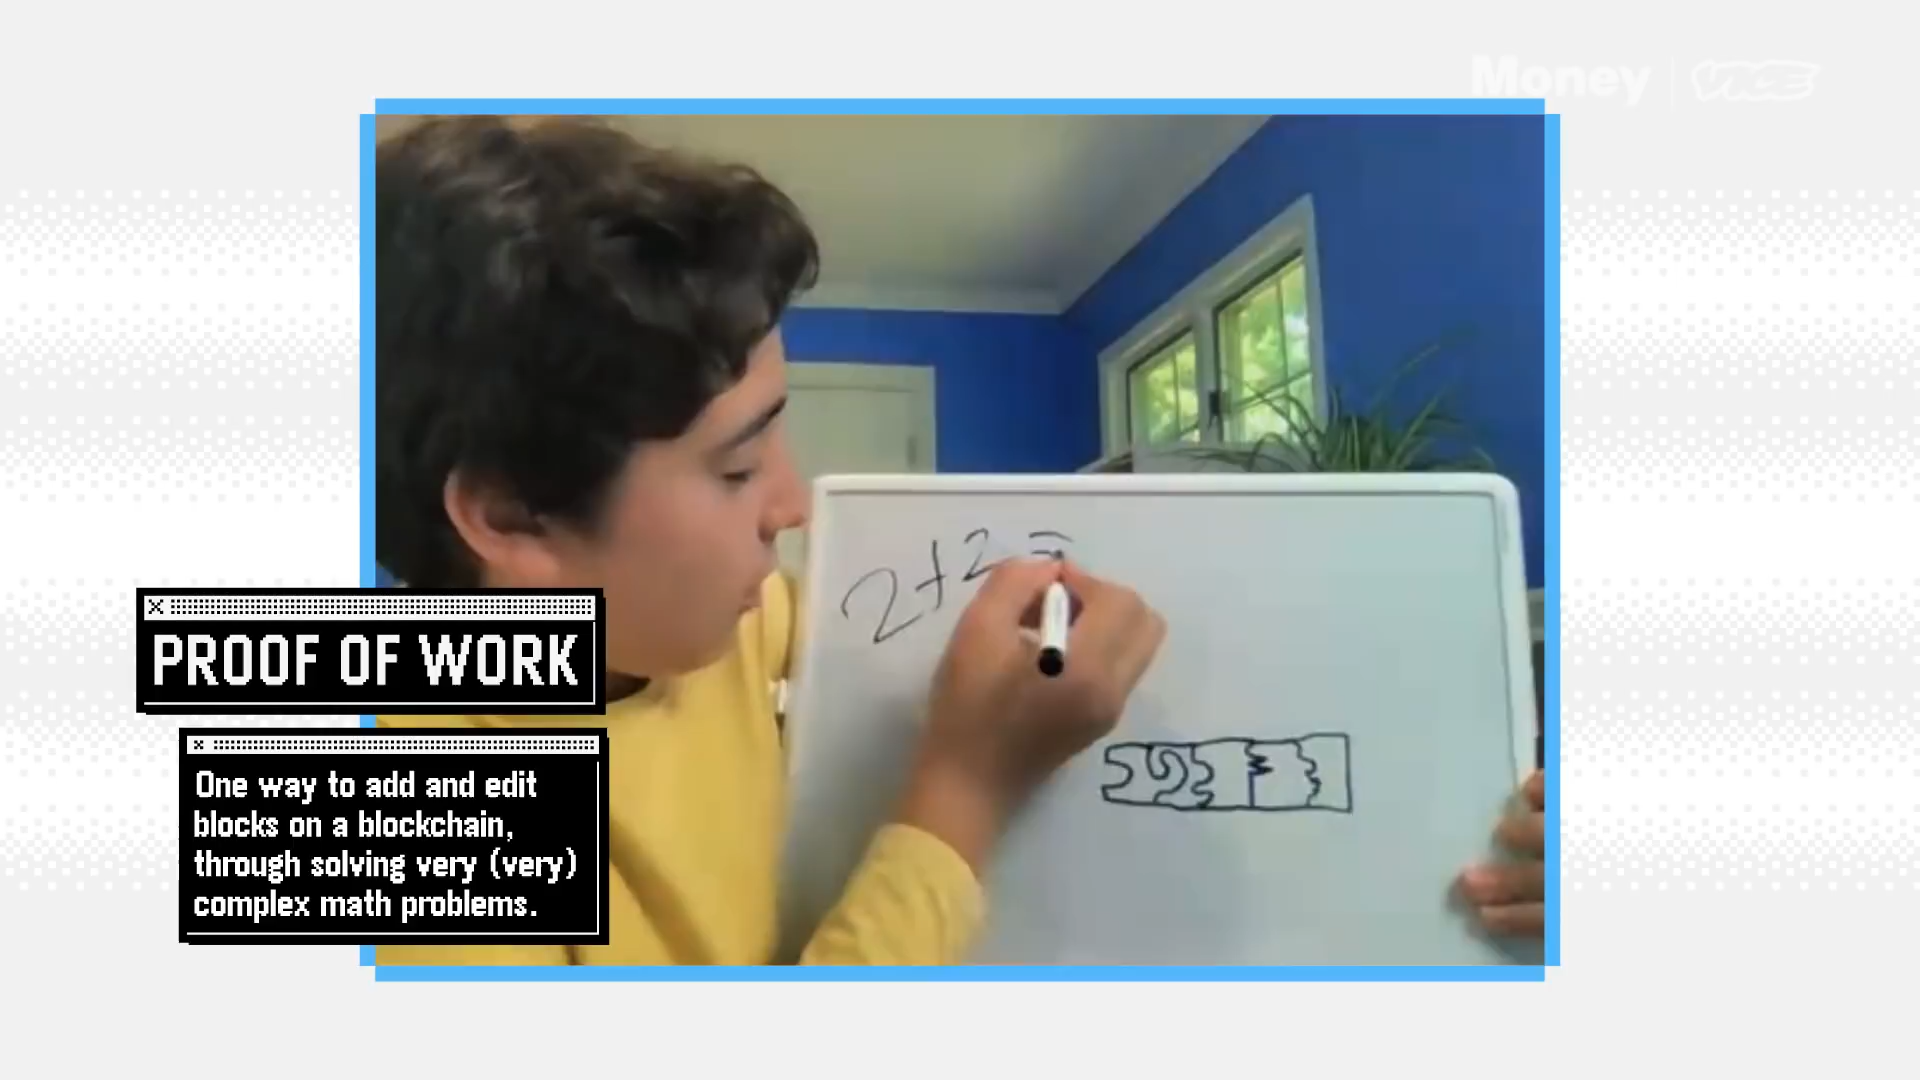 Money | VICE
2+2=
PROOF OF WORK
One way to add and edit
blocks on a blockchain,
through solving very (very)
complex math problems.